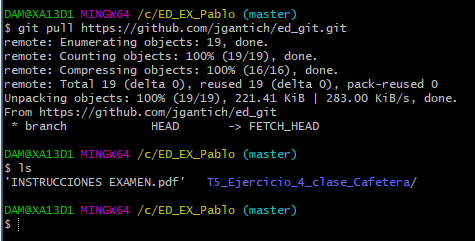 DAM@XA13D1 MINGW64 /c/ED_EX_Pablo (master)
$ git pull https://github.com/jgantich/ed_git.git
remote: Enumerating objects: 19, done.
remote: Counting objects: 100% (19/19), done.
remote: Compressing objects: 100% (16/16), done.
remote: Total 19 (delta 0), reused 19 (delta 0), pack-reused 0
Unpacking objects: 100% (19/19), 221.41 KiB | 283.00 KiB/s, done.
From https://github.com/jgantich/ed_git
 * branch            HEAD       -> FETCH_HEAD
DAM@XA13D1 MINGW64 /c/ED_EX_Pablo (master)
$ ls
'INSTRUCCIONES EXAMEN.pdf'   T5_Ejercicio_4_clase_Cafetera/
DAM@XA13D1 MINGW64 /c/ED_EX_Pablo (master)
$